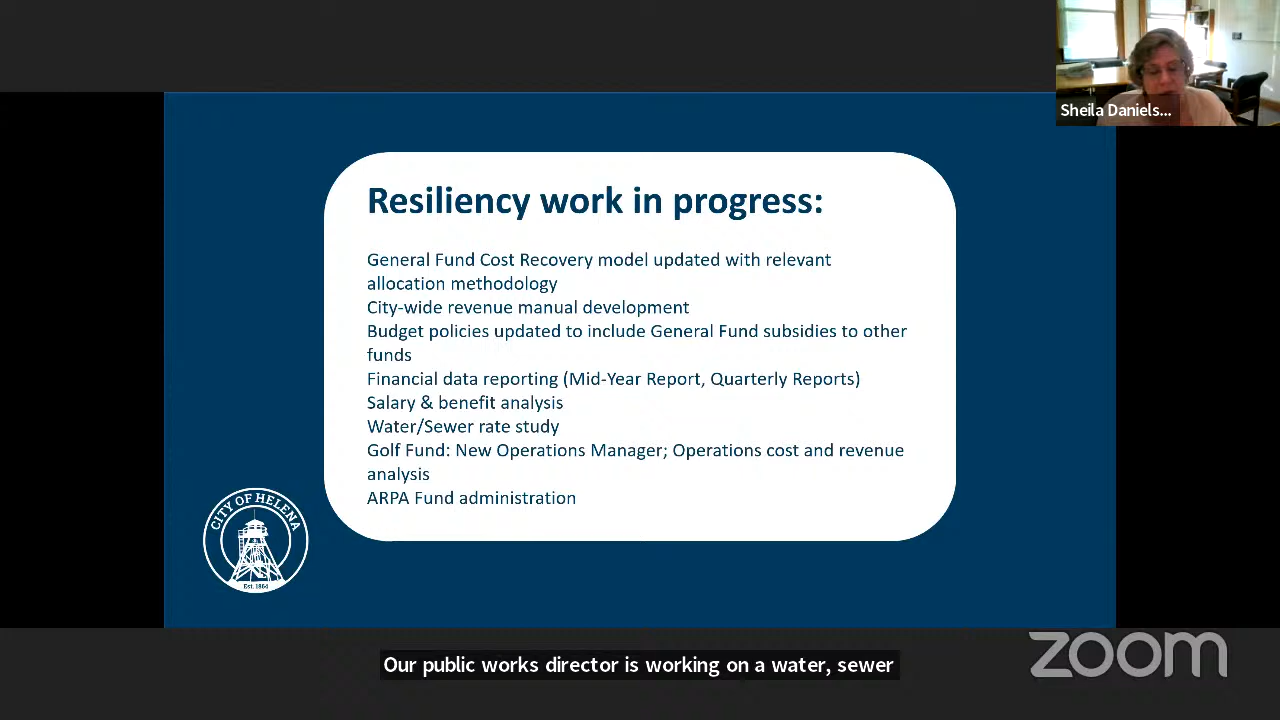 Sheila Daniels...
Resiliency work in progress:
General Fund Cost Recovery model updated with relevant
allocation methodology
City-wide revenue manual development
Budget policies updated to include General Fund subsidies to other
funds
Financial data reporting (Mid-Year Report, Quarterly Reports)
Salary & benefit analysis
Water/Sewer rate study
Golf Fund: New Operations Manager; Operations cost and revenue
analysis
ARPA Fund administration
CITY OF HELENA
Est. 1864
Our public works director is working on a water, sewer
zoom